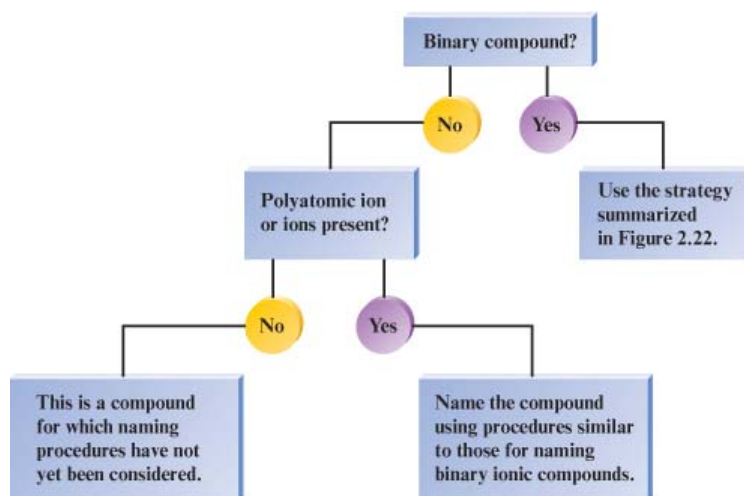 Binary compound?
No
Yes
Polyatomic ion
or ions present?
Use the strategy
summarized
in Figure 2.22.
No
Yes
This is a compound
for which naming
procedures have not
yet been considered.
Name the compound
using procedures similar
to those for naming
binary ionic compounds.